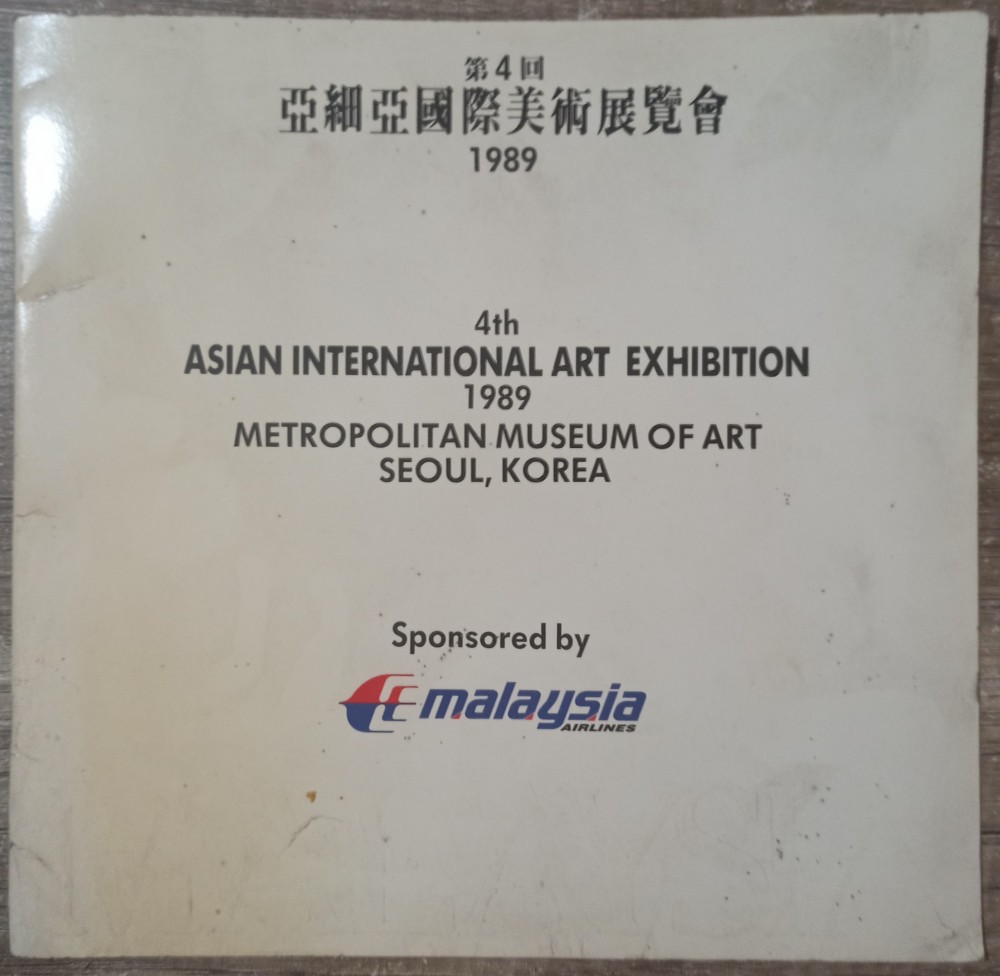 第4回
亞細亞國際美術展覽會
1989
4th
ASIAN INTERNATIONAL ART EXHIBITION
1989
METROPOLITAN MUSEUM OF ART
SEOUL, KOREA
Sponsored by
malaysia
AIRLINES